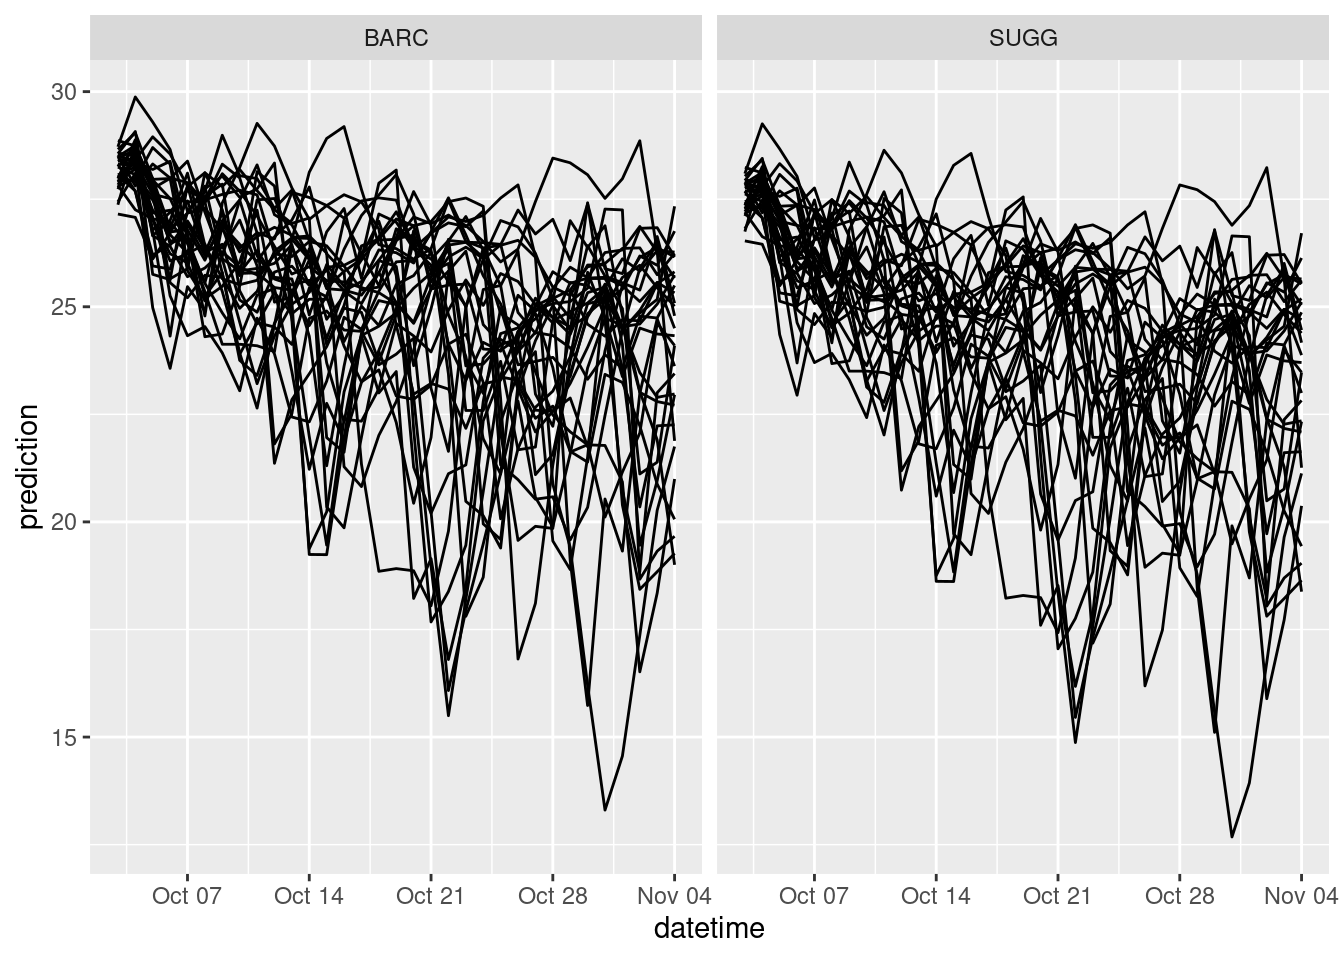 BARC
SUGG
30
25
20
15
prediction
Oct 07
Oct 14
Oct 21
Oct 28
Nov 04
Oct 07
Oct 14
Oct 21
Oct 28
Nov 04
datetime